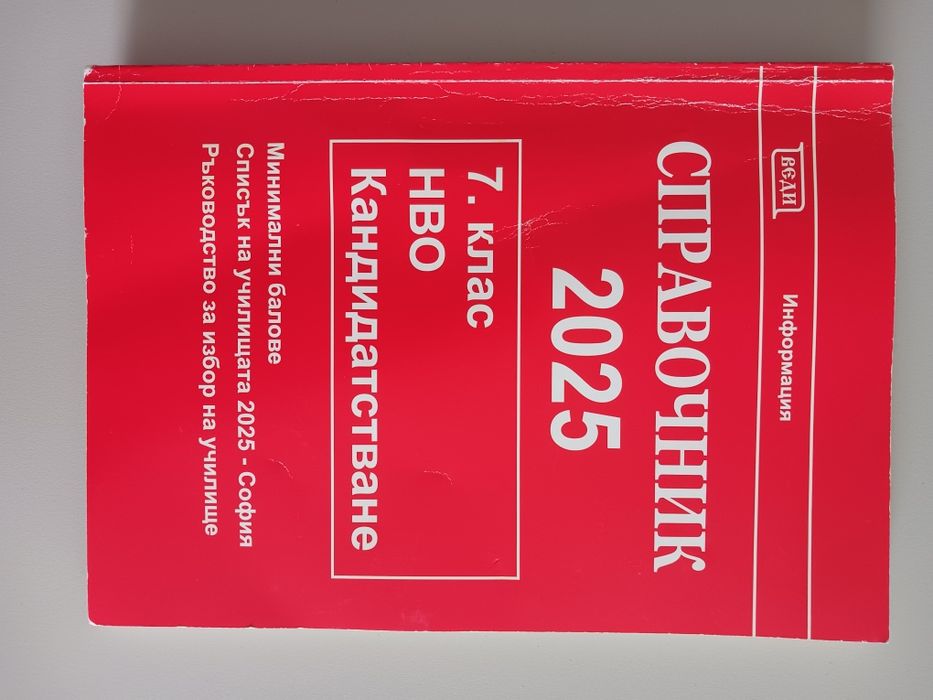 ВЕДИ
Информация
СПРАВОЧНИК
2025
7. клас
НВО
Кандидатстване
Минимални балове
Списък на училищата 2025 - София
Ръководство за избор на училище